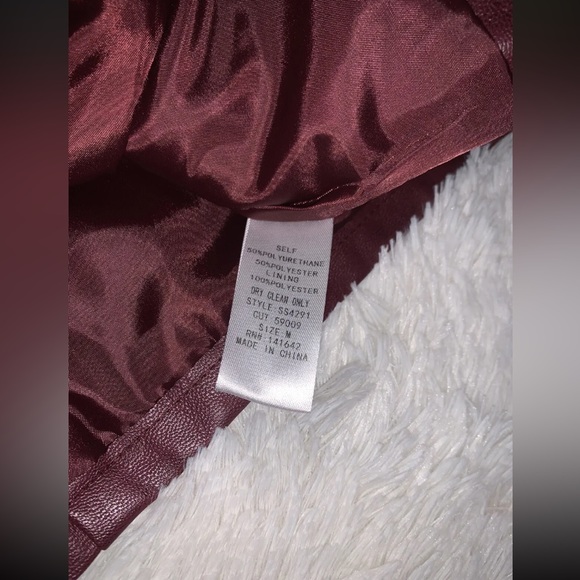 SELF
50%POLYURETHANE
50%POLYESTER
LINING
100%POLYESTER
DRY CLEAN ONLY
STYLE:SS4291
CUT:59009
SIZE:M
RN#:141642
MADE IN CHINA